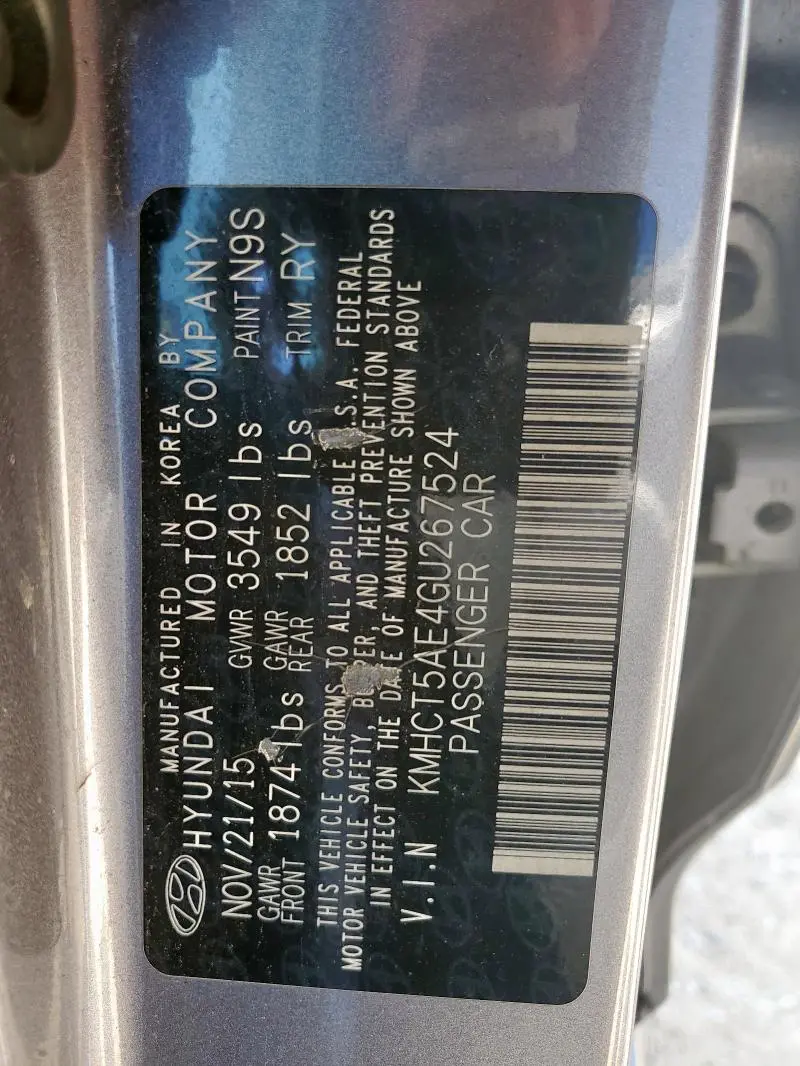 MANUFACTURED IN KOREA BY
HYUNDAI MOTOR COMPANY
NOV/21/15 GVWR 3549 lbs PAINT N9S
GAWR FRONT 1874 lbs GAWR REAR 1852 lbs TRIM RY
THIS VEHICLE CONFORMS TO ALL APPLICABLE .S.A. FEDERAL
MOTOR VEHICLE SAFETY, AND THEFT PREVENTION STANDARDS
IN EFFECT ON THE DATE OF MANUFACTURE SHOWN ABOVE
V.I.N KMHCT5AE4GU267524
PASSENGER CAR